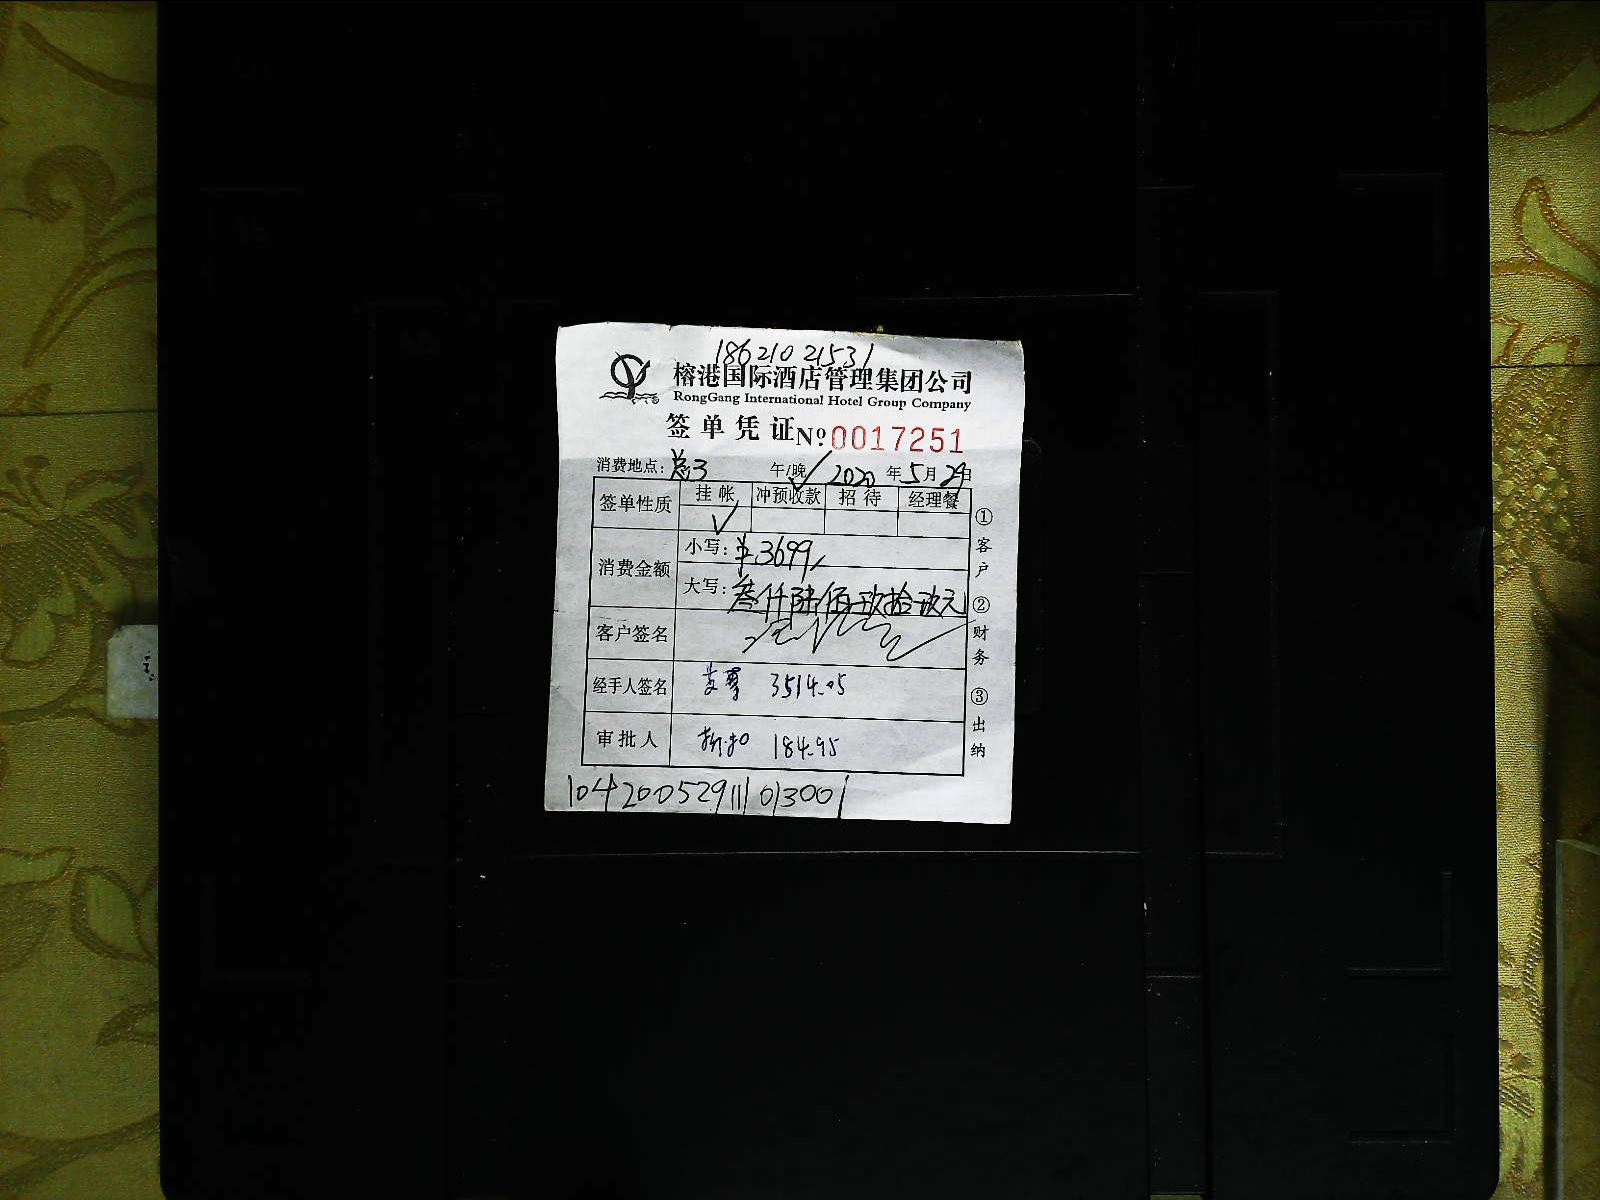 18621021531
榕港国际酒店管理集团公司
RongGang International Hotel Group Company
签单凭证 Nº 0017251
消费地点: 总3 午/晚 √ 2020 年 5 月 29 日
签单性质 挂帐 冲预收款 招待 经理餐
√
消费金额 小写: ¥3699/
大写: 叁仟陆佰玖拾玖元
客户签名
经手人签名 3514.05
审批人 折扣 184.95
①客户 ②财务 ③出纳
104200529111013001